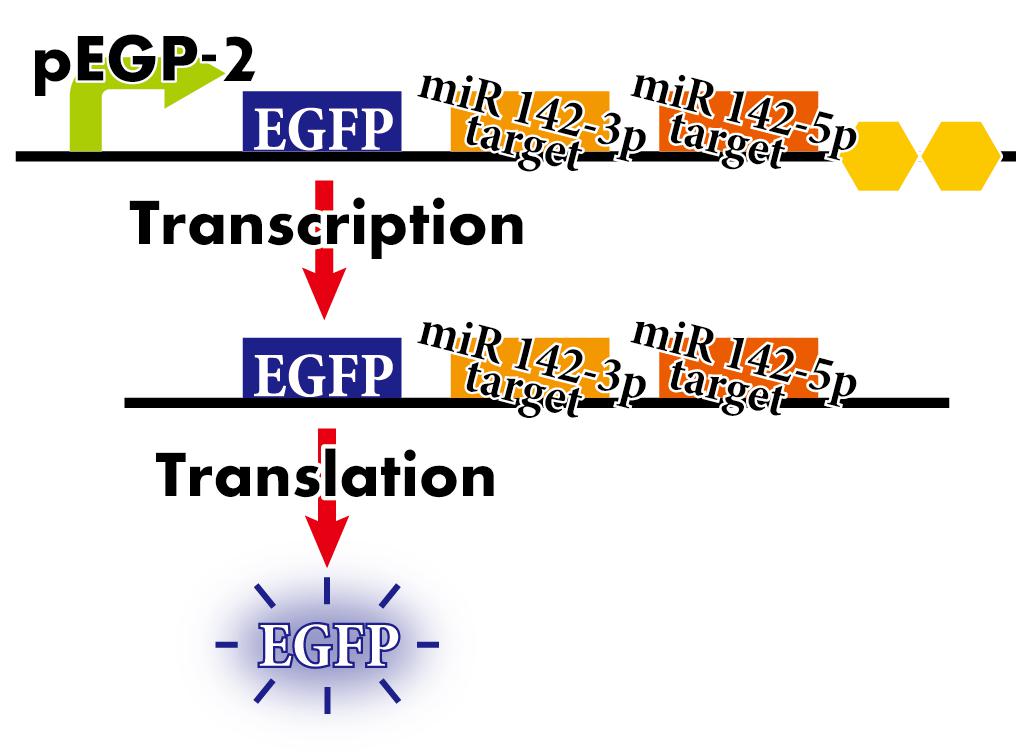 pEGP-2
EGFP
miR 142-3p
target
miR 142-5p
target
Transcription
EGFP
miR 142-3p
target
miR 142-5p
target
Translation
EGFP